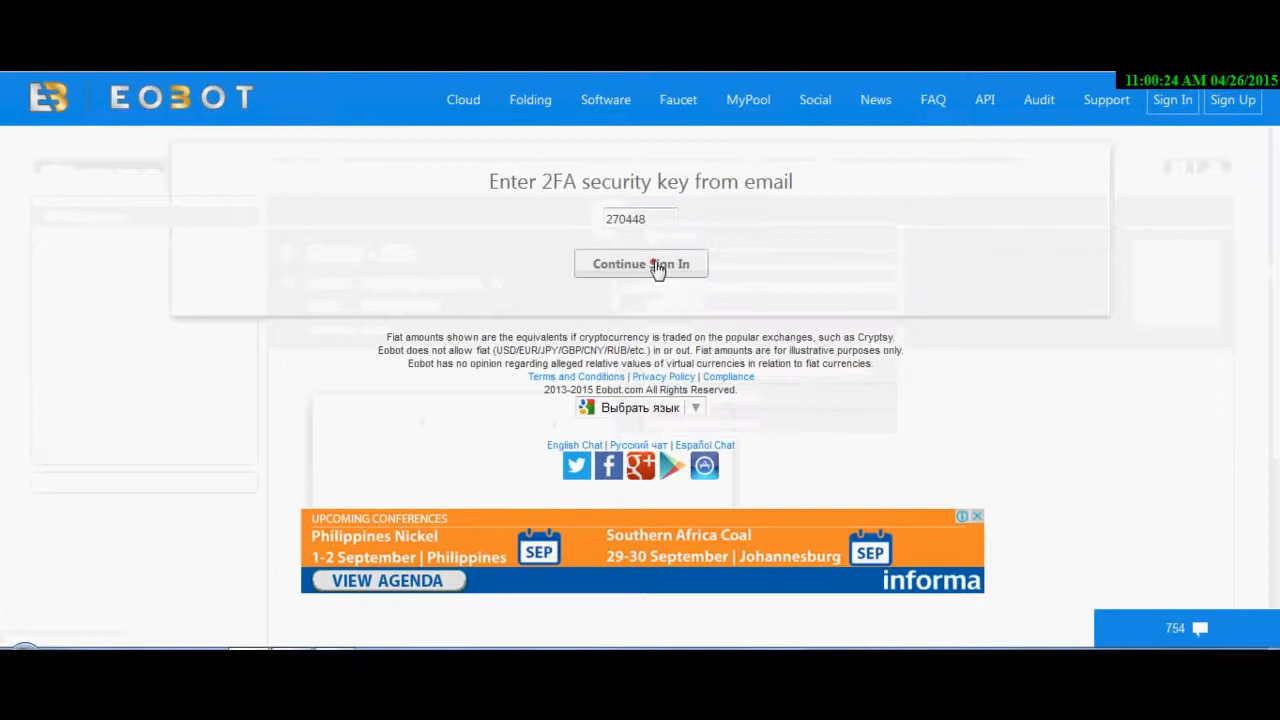 11:00:24 AM 04/26/2015
EB EOBOT
Cloud Folding Software Faucet MyPool Social News FAQ API Audit Support Sign In Sign Up
Enter 2FA security key from email
270448
Continue Sign In
Fiat amounts shown are the equivalents if cryptocurrency is traded on the popular exchanges, such as Cryptsy.
Eobot does not allow fiat (USD/EUR/JPY/GBP/CNY/RUB/etc.) in or out. Fiat amounts are for illustrative purposes only.
Eobot has no opinion regarding alleged relative values of virtual currencies in relation to fiat currencies.
Terms and Conditions | Privacy Policy | Compliance
2013-2015 Eobot.com All Rights Reserved.
Выбрать язык ▼
English Chat | Русский чат | Español Chat
UPCOMING CONFERENCES
Philippines Nickel
1-2 September | Philippines
SEP
Southern Africa Coal
29-30 September | Johannesburg
SEP
VIEW AGENDA
informa
754